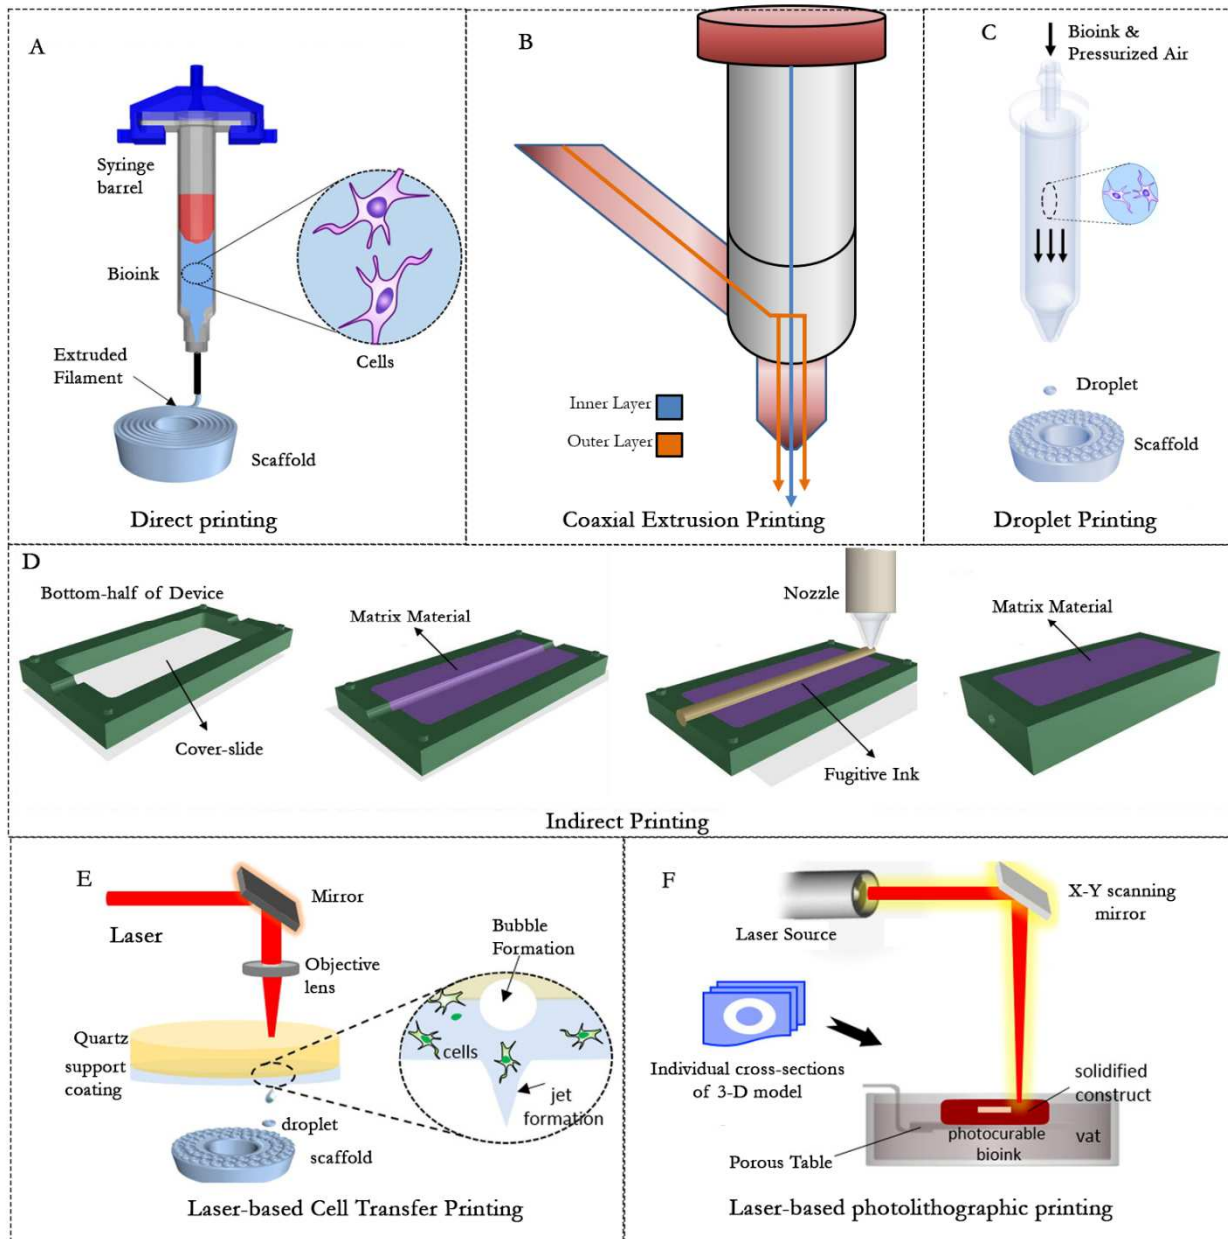 A
Syringe
barrel
Bioink
Cells
Extruded
Filament
Scaffold
Direct printing
B
Inner Layer
Outer Layer
Coaxial Extrusion Printing
C
Bioink &
Pressurized Air
Droplet
Scaffold
Droplet Printing
D
Bottom-half of Device
Cover-slide
Matrix Material
Nozzle
Fugitive Ink
Matrix Material
Indirect Printing
E
Mirror
Laser
Objective
lens
Quartz
support
coating
droplet
scaffold
Bubble
Formation
cells
jet
formation
Laser-based Cell Transfer Printing
F
X-Y scanning
mirror
Laser Source
Individual cross-sections
of 3-D model
solidified
construct
photocurable
bioink
vat
Porous Table
Laser-based photolithographic printing